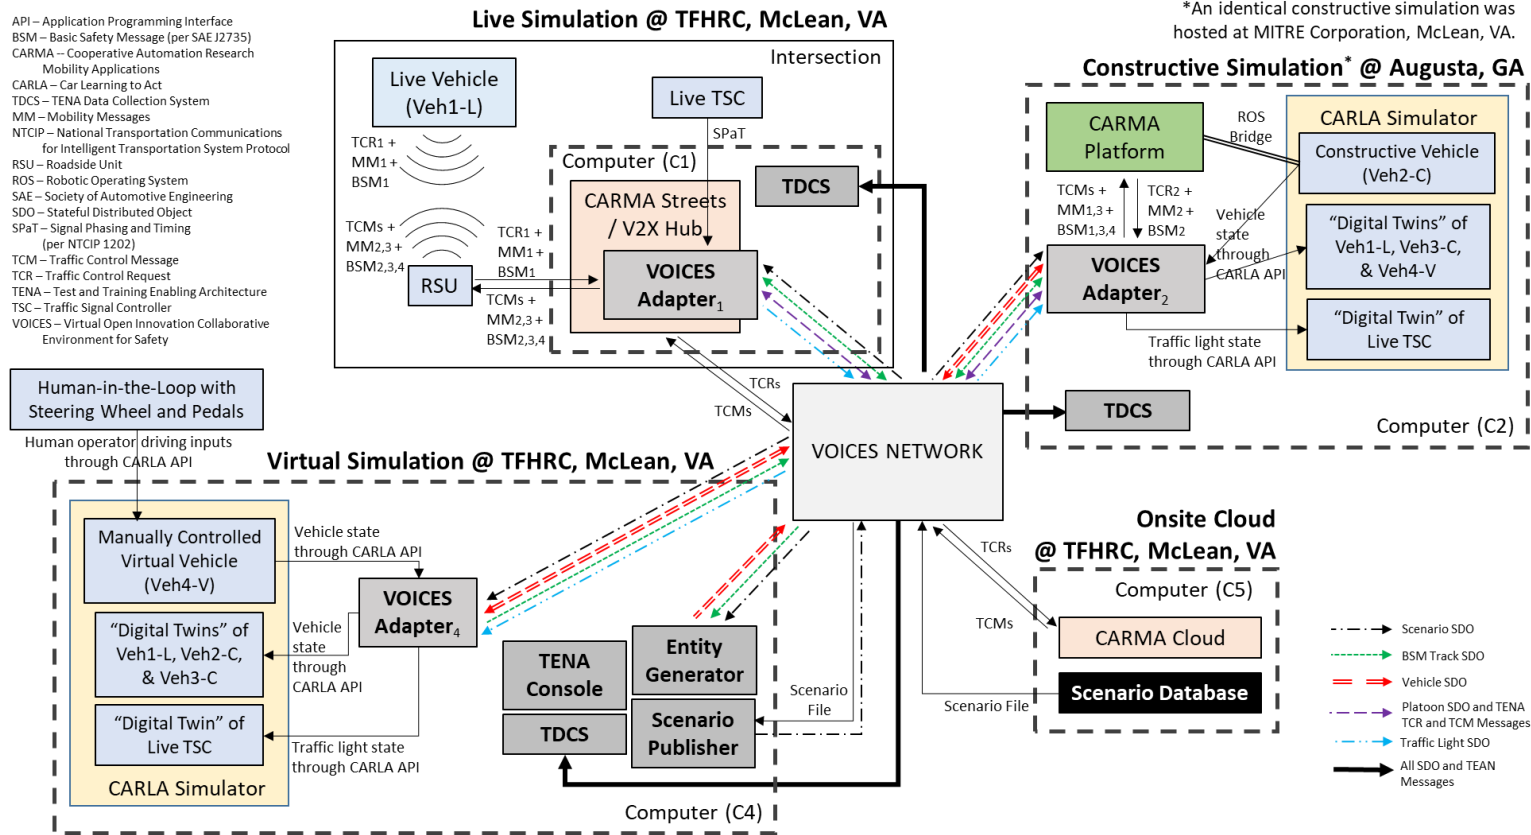 API – Application Programming Interface
BSM – Basic Safety Message (per SAE J2735)
CARMA -- Cooperative Automation Research
Mobility Applications
CARLA – Car Learning to Act
TDCS – TENA Data Collection System
MM – Mobility Messages
NTCIP – National Transportation Communications
for Intelligent Transportation System Protocol
RSU – Roadside Unit
ROS – Robotic Operating System
SAE – Society of Automotive Engineering
SDO – Stateful Distributed Object
SPaT – Signal Phasing and Timing
(per NTCIP 1202)
TCM – Traffic Control Message
TCR – Traffic Control Request
TENA – Test and Training Enabling Architecture
TSC – Traffic Signal Controller
VOICES – Virtual Open Innovation Collaborative
Environment for Safety
Live Simulation @ TFHRC, McLean, VA
Intersection
Live Vehicle
(Veh1-L)
Live TSC
SPaT
TCR1 +
MM1 +
BSM1
Computer (C1)
TDCS
CARMA Streets
/ V2X Hub
VOICES
Adapter1
TCMs +
MM2,3 +
BSM2,3,4
RSU
TCR1 +
MM1 +
BSM1
TCMs +
MM2,3 +
BSM2,3,4
TCRs
TCMs
*An identical constructive simulation was
hosted at MITRE Corporation, McLean, VA.
Constructive Simulation* @ Augusta, GA
CARMA
Platform
ROS
Bridge
CARLA Simulator
Constructive Vehicle
(Veh2-C)
TCMs +
MM1,3 +
BSM1,3,4
TCR2 +
MM2 +
BSM2
Vehicle
state
through
CARLA API
"Digital Twins" of
Veh1-L, Veh3-C,
& Veh4-V
VOICES
Adapter2
"Digital Twin" of
Live TSC
Traffic light state
through CARLA API
TDCS
Computer (C2)
VOICES NETWORK
Human-in-the-Loop with
Steering Wheel and Pedals
Human operator driving inputs
through CARLA API
Virtual Simulation @ TFHRC, McLean, VA
Manually Controlled
Virtual Vehicle
(Veh4-V)
Vehicle state
through CARLA API
VOICES
Adapter4
"Digital Twins" of
Veh1-L, Veh2-C,
& Veh3-C
Vehicle
state
through
CARLA API
"Digital Twin" of
Live TSC
Traffic light state
through CARLA API
CARLA Simulator
TENA
Console
TDCS
Entity
Generator
Scenario
Publisher
Scenario
File
Computer (C4)
Onsite Cloud
@ TFHRC, McLean, VA
Computer (C5)
TCRs
TCMs
CARMA Cloud
Scenario Database
Scenario File
Scenario SDO
BSM Track SDO
Vehicle SDO
Platoon SDO and TENA
TCR and TCM Messages
Traffic Light SDO
All SDO and TEAN
Messages